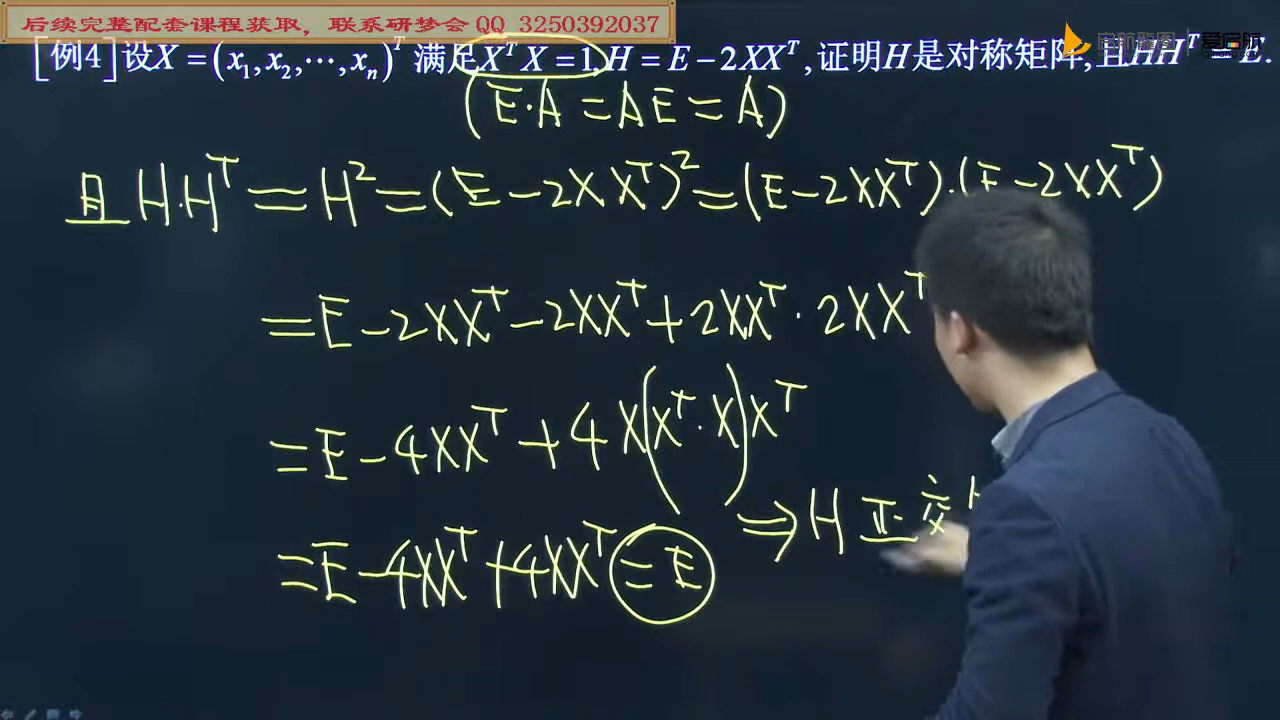 后续完整配套课程获取，联系研梦会QQ 3250392037
[例4]设X = (x₁,x₂,⋯,xₙ)ᵀ 满足XᵀX = 1,H = E − 2XXᵀ,证明H是对称矩阵,且HHᵀ = E.
(E·A = AE = A)
且 H·Hᵀ = H² = (E − 2XXᵀ)² = (E − 2XXᵀ)·(E − 2XXᵀ)
= E − 2XXᵀ − 2XXᵀ + 2XXᵀ · 2XXᵀ
= E − 4XXᵀ + 4X(Xᵀ·X)Xᵀ
⇒ H 正交
= E − 4XXᵀ + 4XXᵀ = E